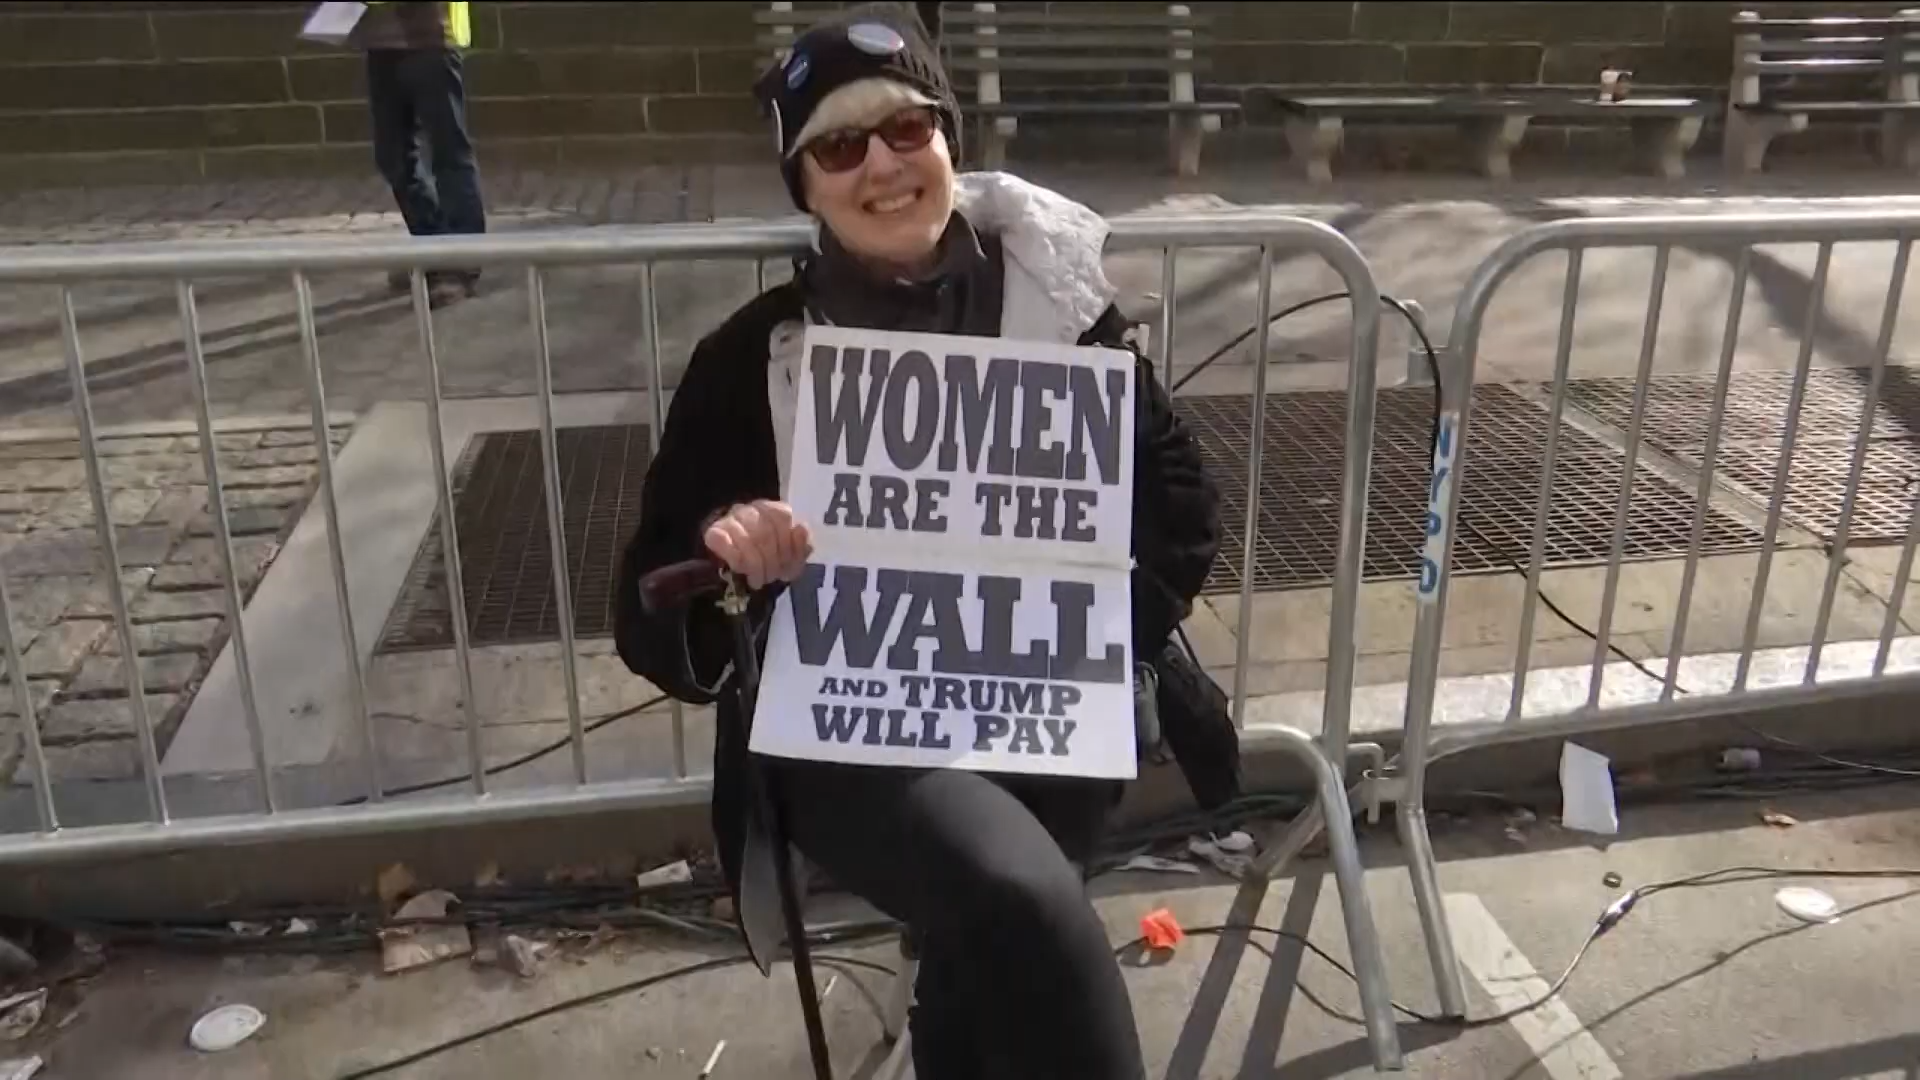 WOMEN
ARE THE
WALL
AND TRUMP
WILL PAY
NYPD